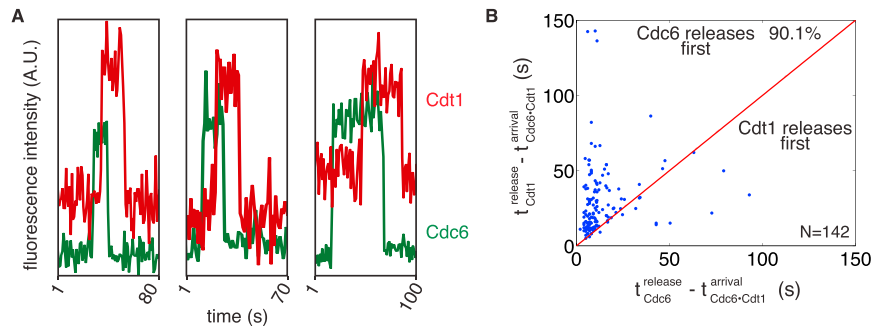 A
fluorescence intensity (A.U.)
Cdt1
Cdc6
1
80
1
70
1
100
time (s)
B
t release Cdt1 - t arrival Cdc6•Cdt1 (s)
150
100
50
0
Cdc6 releases first
90.1%
Cdt1 releases first
N=142
0
50
100
150
t release Cdc6 - t arrival Cdc6•Cdt1 (s)